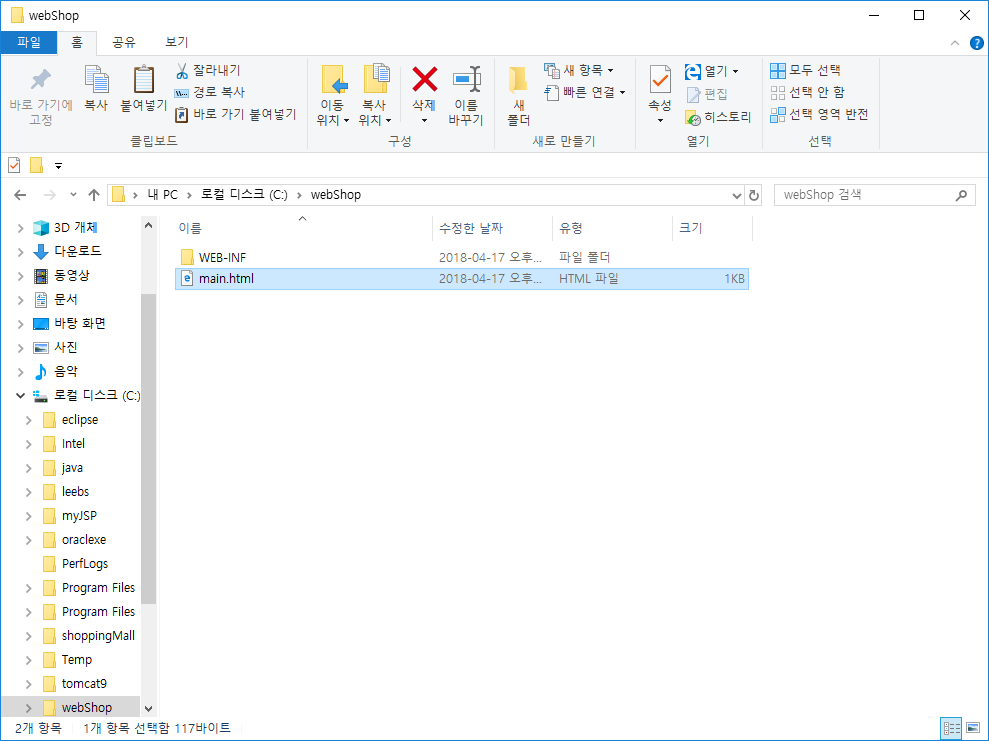 webShop
파일 홈 공유 보기
바로 가기에 고정
복사
붙여넣기
잘라내기
경로 복사
바로 가기 붙여넣기
클립보드
이동 위치
복사 위치
삭제
이름 바꾸기
구성
새 폴더
새 항목
빠른 연결
새로 만들기
속성
열기
편집
히스토리
열기
모두 선택
선택 안 함
선택 영역 반전
선택
내 PC > 로컬 디스크 (C:) > webShop
webShop 검색
3D 개체
다운로드
동영상
문서
바탕 화면
사진
음악
로컬 디스크 (C:)
eclipse
Intel
java
leebs
myJSP
oraclexe
PerfLogs
Program Files
Program Files
shoppingMall
Temp
tomcat9
webShop
이름 수정한 날짜 유형 크기
WEB-INF 2018-04-17 오후... 파일 폴더
main.html 2018-04-17 오후... HTML 파일 1KB
2개 항목 1개 항목 선택함 117바이트